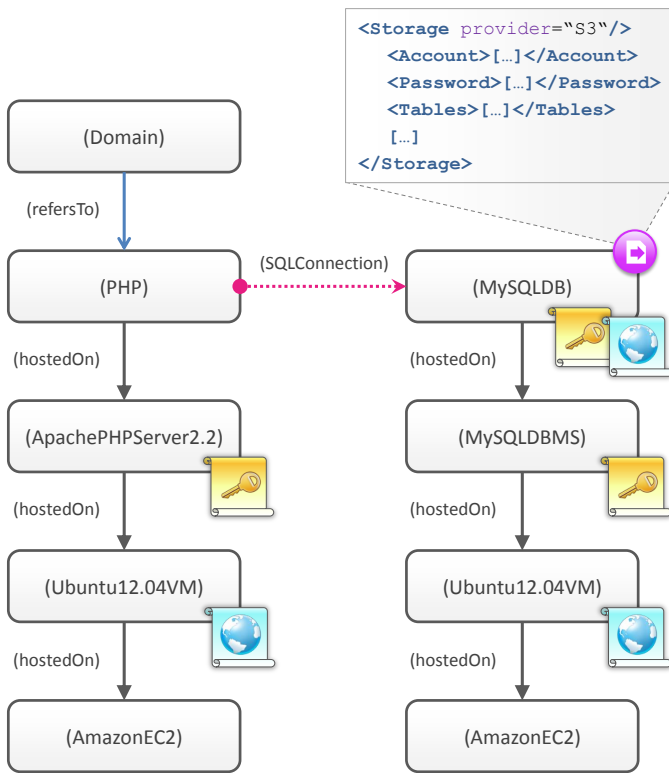 <Storage provider=“S3“/>
<Account>[…]</Account>
<Password>[…]</Password>
<Tables>[…]</Tables>
[…]
</Storage>
(Domain)
(refersTo)
(PHP)
(SQLConnection)
(MySQLDB)
(hostedOn)
(hostedOn)
(ApachePHPServer2.2)
(MySQLDBMS)
(hostedOn)
(hostedOn)
(Ubuntu12.04VM)
(Ubuntu12.04VM)
(hostedOn)
(hostedOn)
(AmazonEC2)
(AmazonEC2)